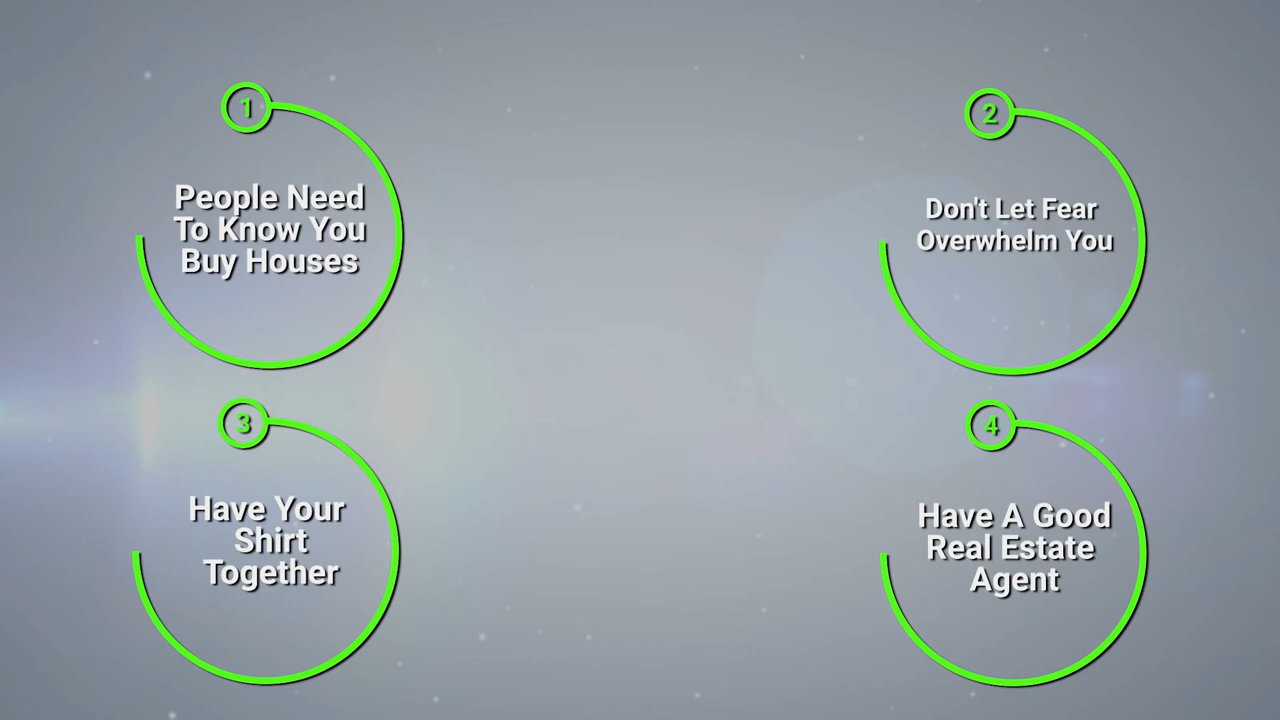 1
People Need
To Know You
Buy Houses
2
Don't Let Fear
Overwhelm You
3
Have Your
Shirt
Together
4
Have A Good
Real Estate
Agent